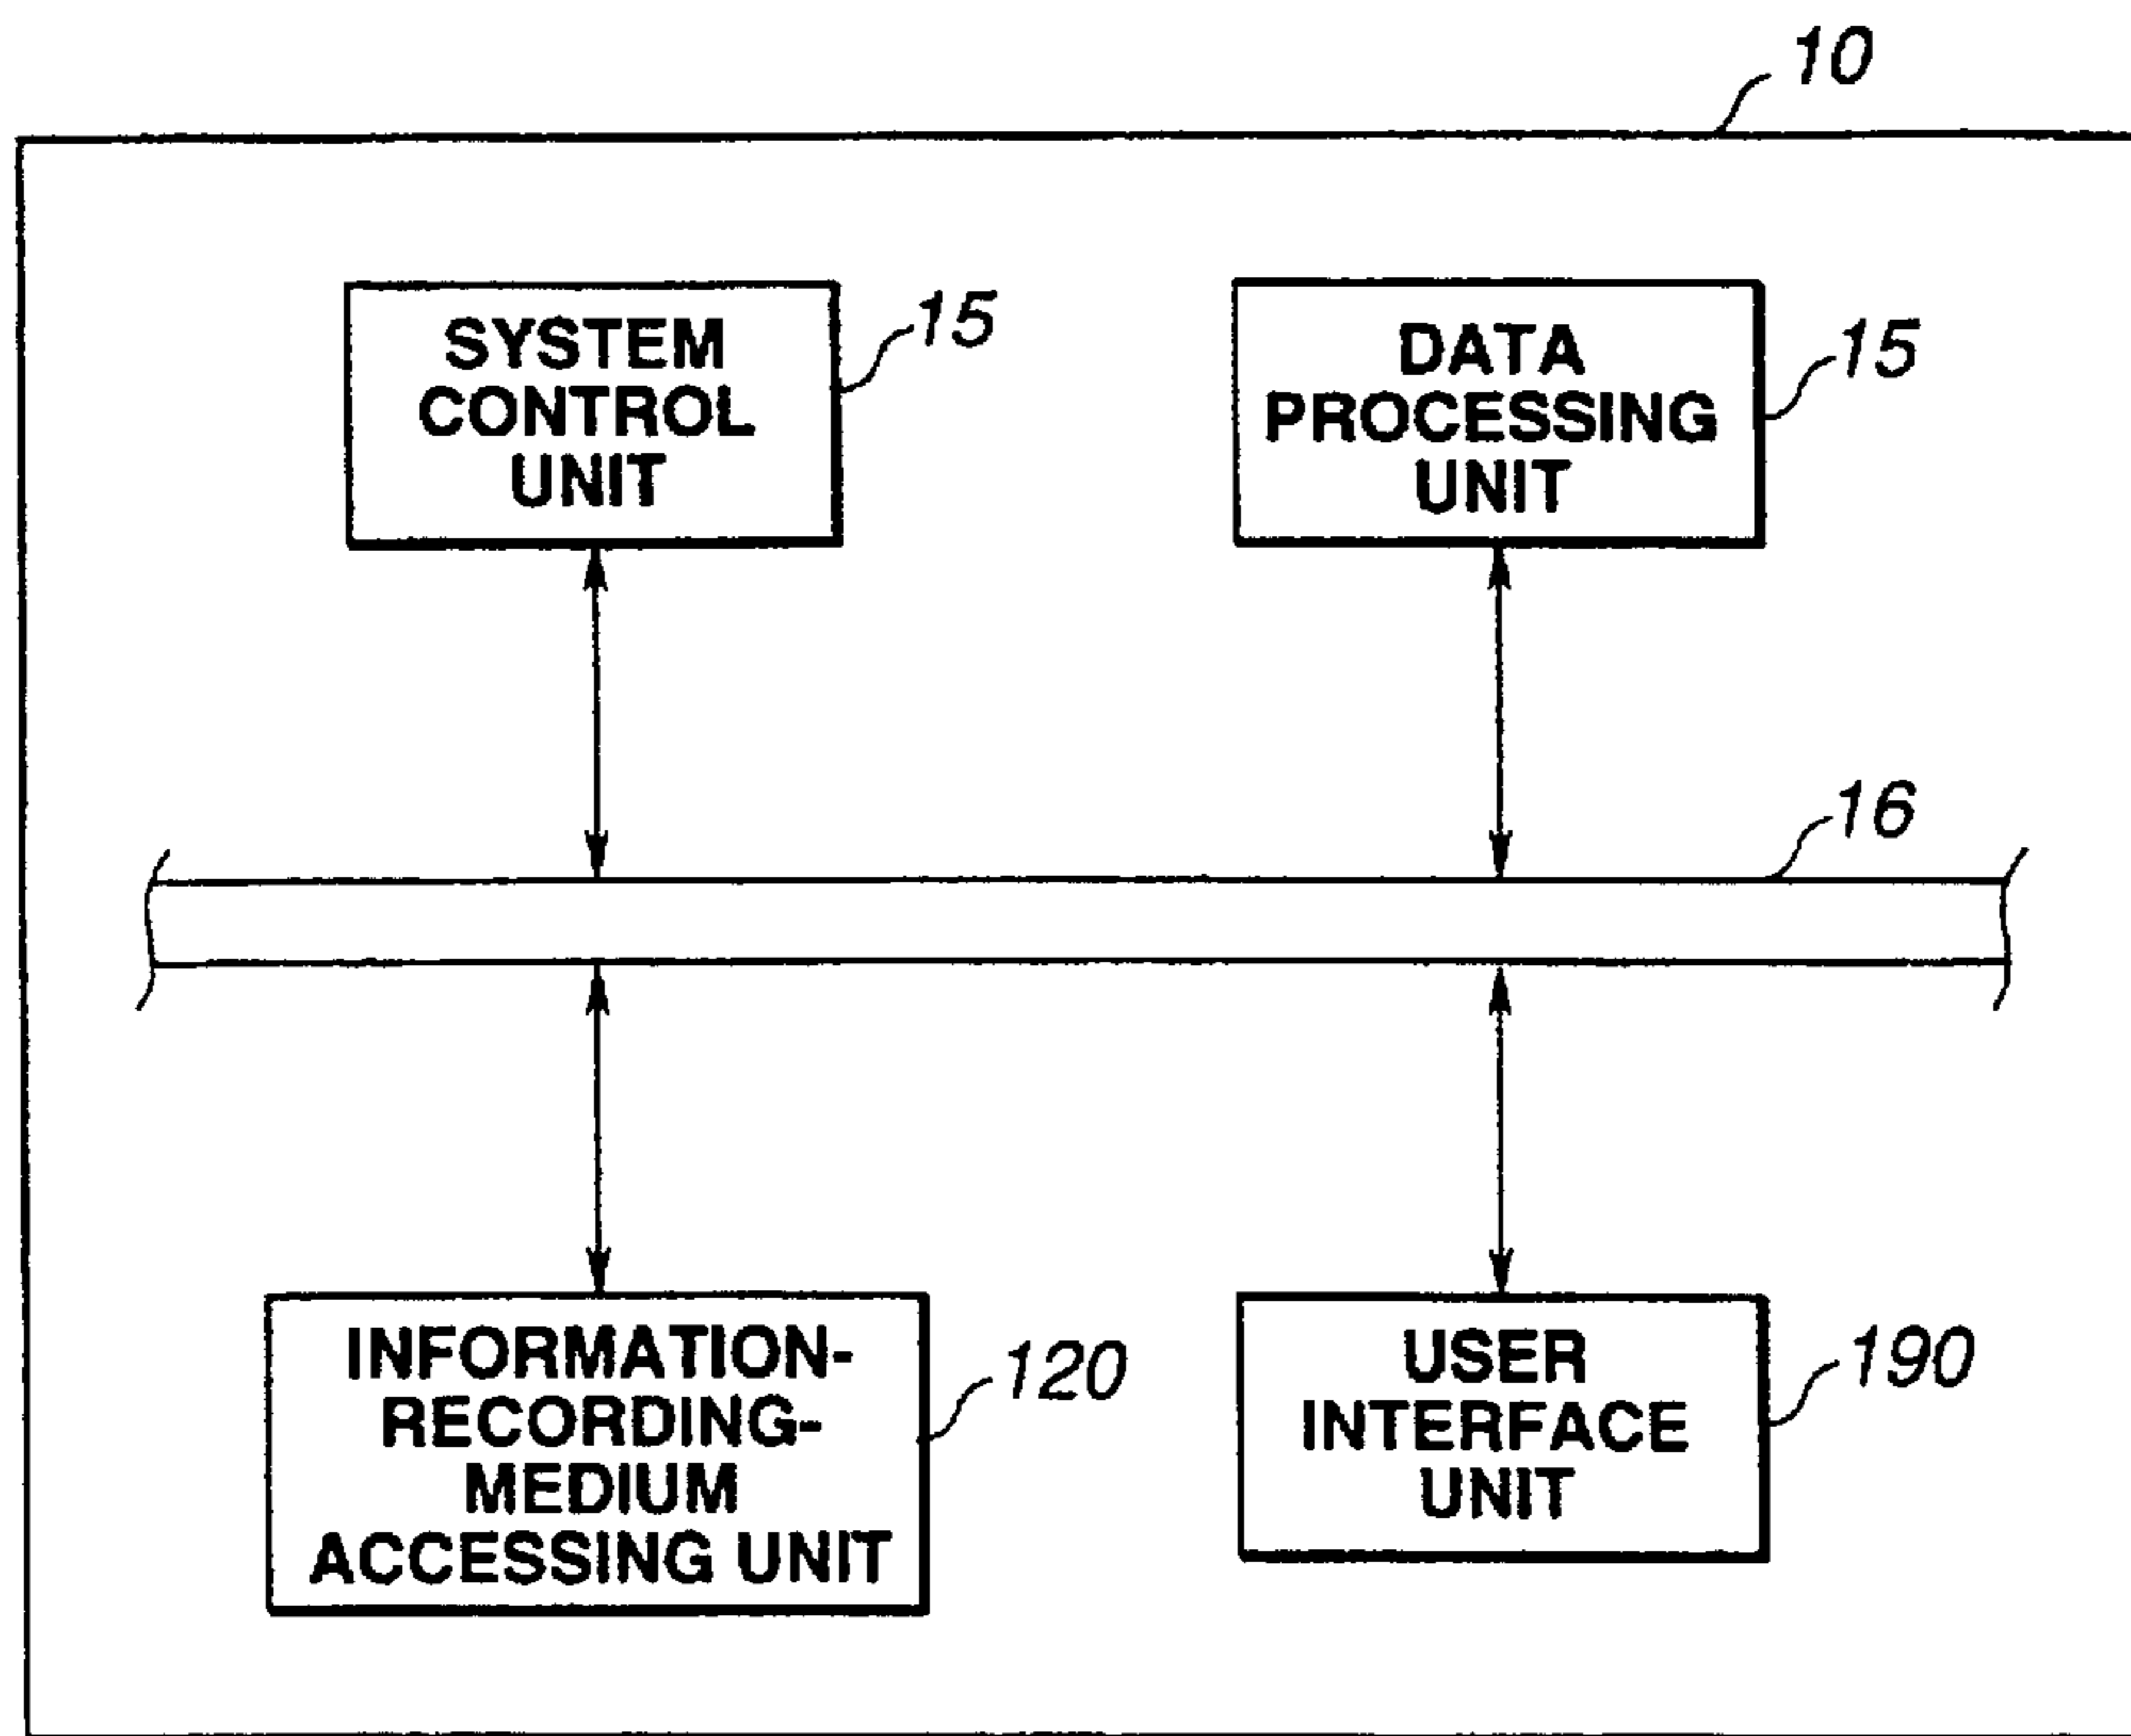 10
SYSTEM
CONTROL
UNIT
15
DATA
PROCESSING
UNIT
15
16
INFORMATION-
RECORDING-
MEDIUM
ACCESSING UNIT
120
USER
INTERFACE
UNIT
190